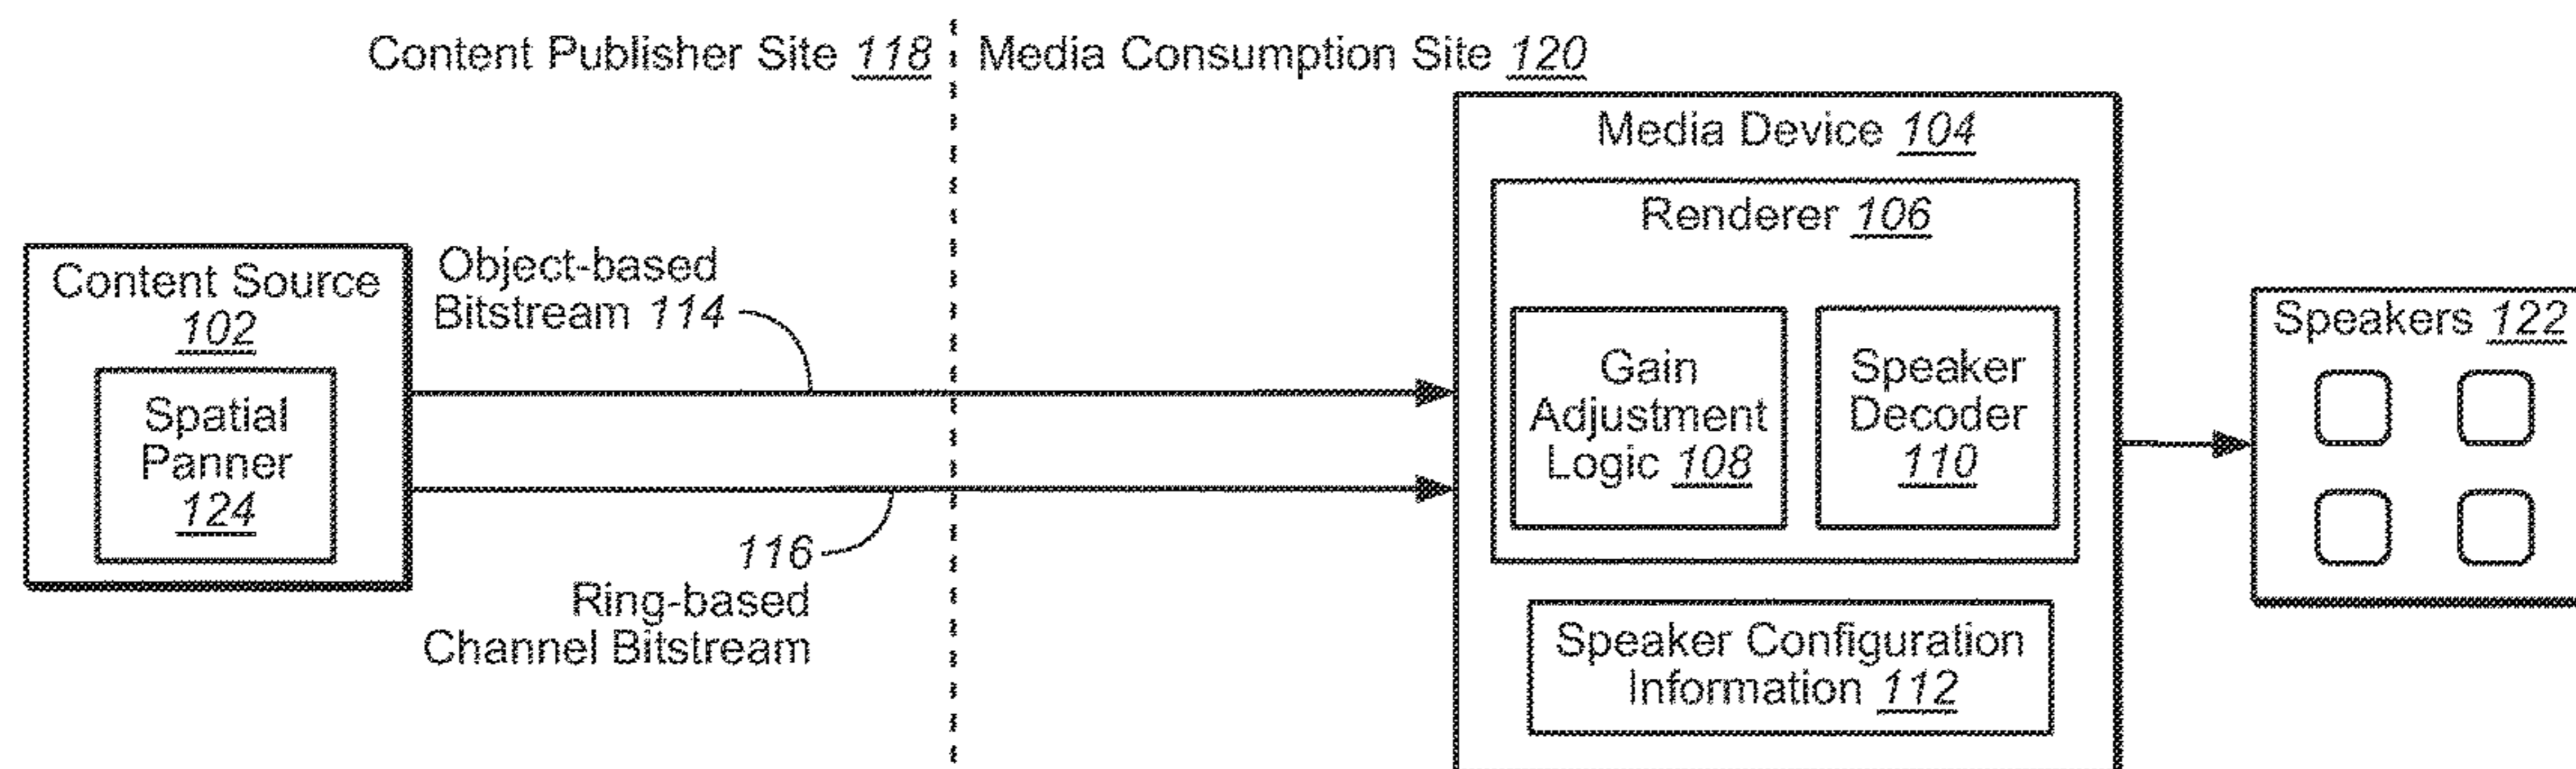 Content Publisher Site 118
Media Consumption Site 120
Content Source
102
Spatial
Panner
124
Object-based
Bitstream 114
116
Ring-based
Channel Bitstream
Media Device 104
Renderer 106
Gain
Adjustment
Logic 108
Speaker
Decoder
110
Speaker Configuration
Information 112
Speakers 122